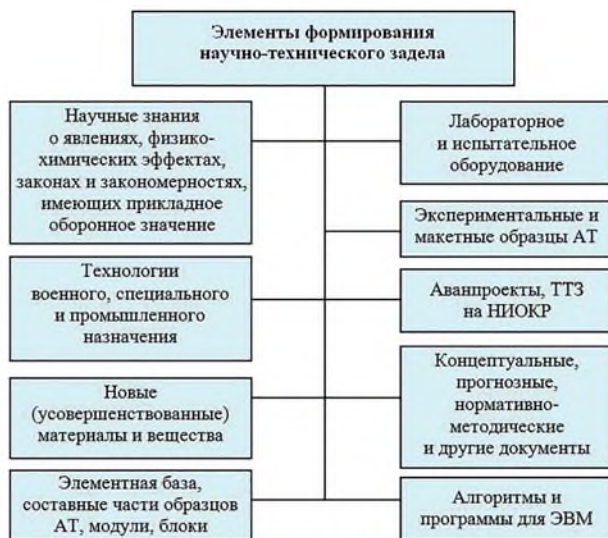 Элементы формирования
научно-технического задела
Научные знания
о явлениях, физико-
химических эффектах,
законах и закономерностях,
имеющих прикладное
оборонное значение
Технологии
военного, специального
и промышленного
назначения
Новые
(усовершенствованные)
материалы и вещества
Элементная база,
составные части образцов
АТ, модули, блоки
Лабораторное
и испытательное
оборудование
Экспериментальные и
макетные образцы АТ
Аванпроекты, ТТЗ
на НИОКР
Концептуальные,
прогнозные,
нормативно-
методические
и другие документы
Алгоритмы и
программы для ЭВМ